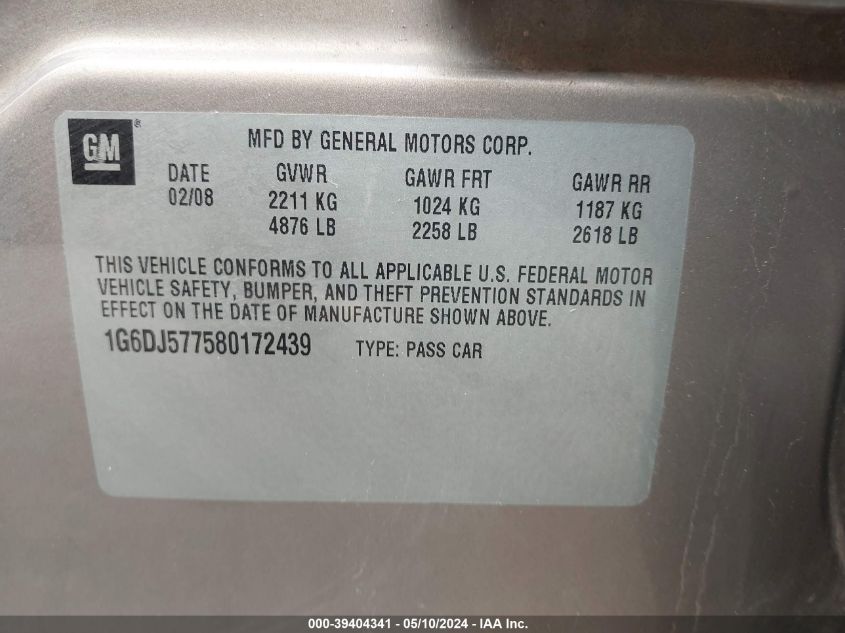 GM
MFD BY GENERAL MOTORS CORP.
DATE GVWR GAWR FRT GAWR RR
02/08 2211 KG 1024 KG 1187 KG
4876 LB 2258 LB 2618 LB
THIS VEHICLE CONFORMS TO ALL APPLICABLE U.S. FEDERAL MOTOR
VEHICLE SAFETY, BUMPER, AND THEFT PREVENTION STANDARDS IN
EFFECT ON THE DATE OF MANUFACTURE SHOWN ABOVE.
1G6DJ577580172439 TYPE: PASS CAR
000-39404341 - 05/10/2024 - IAA Inc.